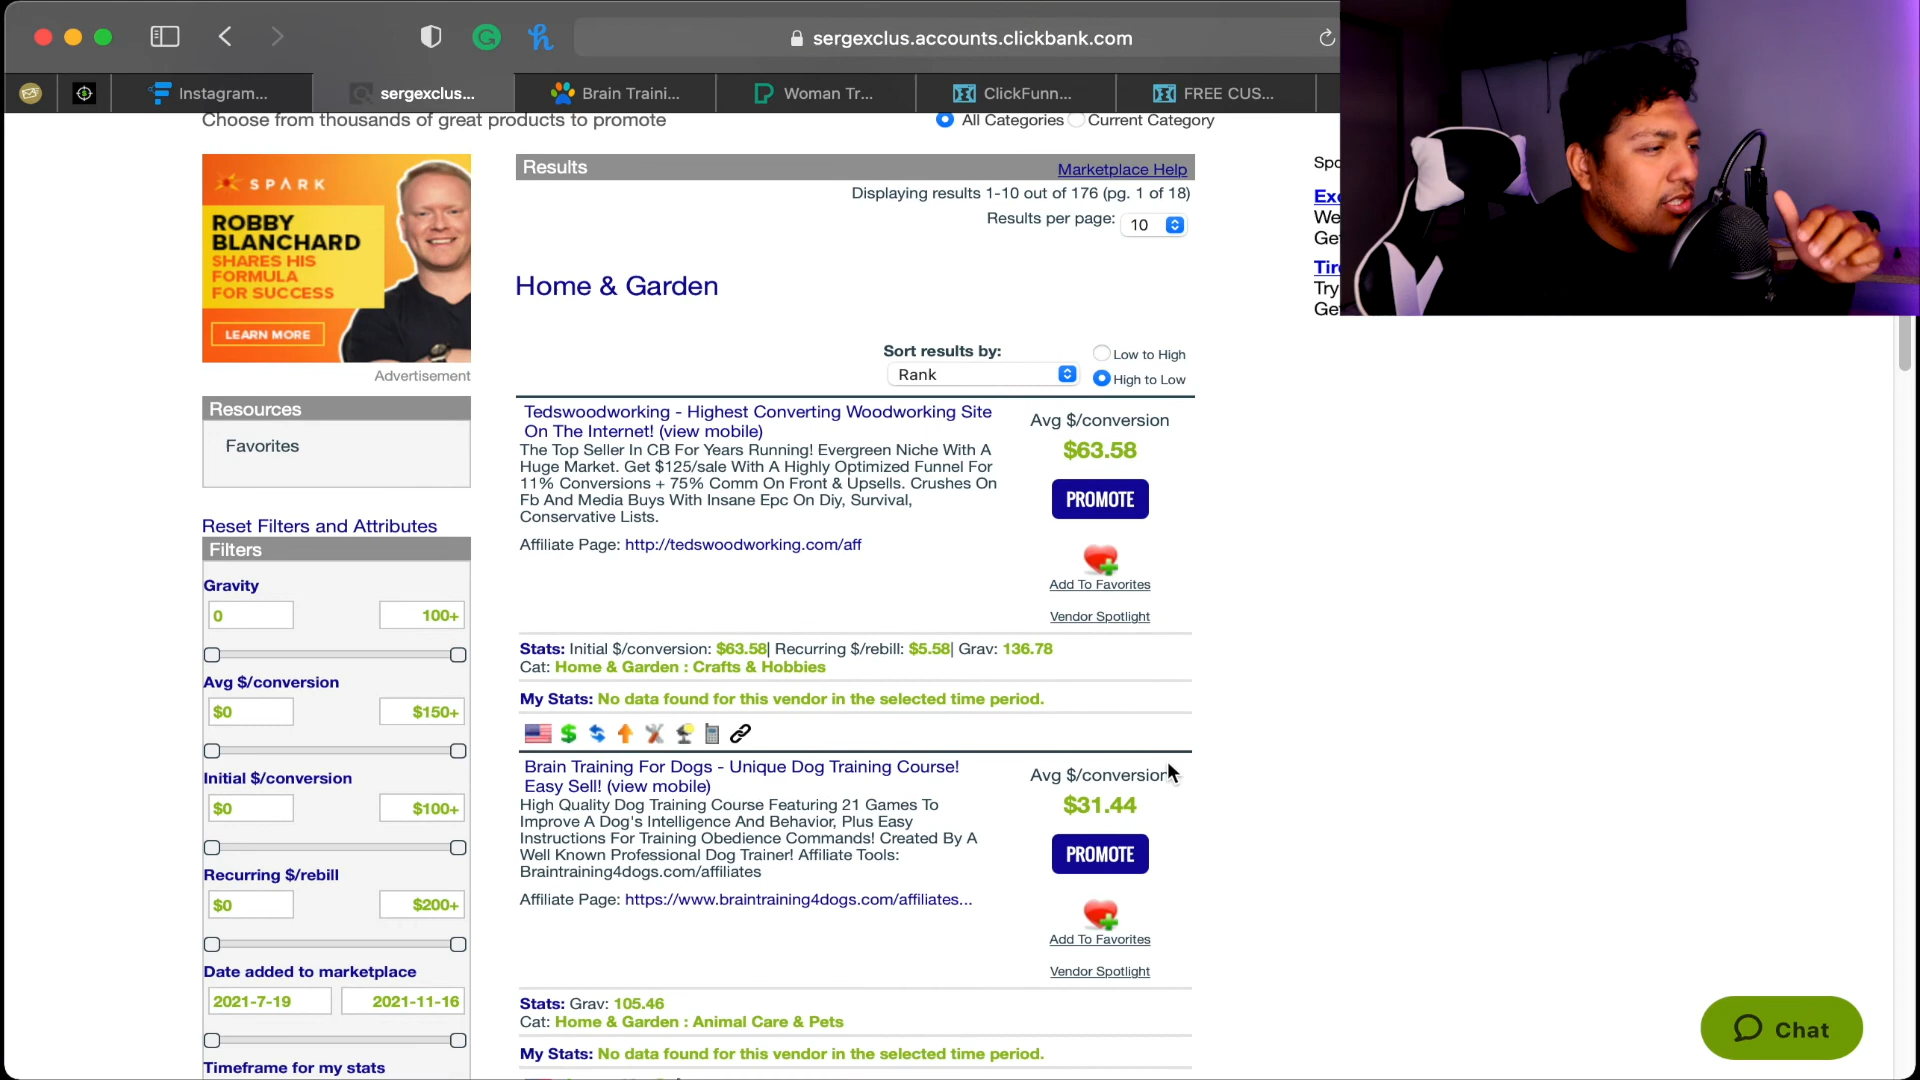 sergexclus.accounts.clickbank.com
Instagram...
sergexclus...
Brain Traini...
Woman Tr...
ClickFunn...
FREE CUS...
Choose from thousands of great products to promote
All Categories Current Category
SPARK
ROBBY
BLANCHARD
SHARES HIS
FORMULA
FOR SUCCESS
LEARN MORE
Advertisement
Resources
Favorites
Reset Filters and Attributes
Filters
Gravity
0 100+
Avg $/conversion
$0 $150+
Initial $/conversion
$0 $100+
Recurring $/rebill
$0 $200+
Date added to marketplace
2021-7-19 2021-11-16
Timeframe for my stats
Results Marketplace Help
Displaying results 1-10 out of 176 (pg. 1 of 18)
Results per page: 10
Home & Garden
Sort results by:
Rank
Low to High
High to Low
Tedswoodworking - Highest Converting Woodworking Site
On The Internet! (view mobile)
The Top Seller In CB For Years Running! Evergreen Niche With A
Huge Market. Get $125/sale With A Highly Optimized Funnel For
11% Conversions + 75% Comm On Front & Upsells. Crushes On
Fb And Media Buys With Insane Epc On Diy, Survival,
Conservative Lists.
Affiliate Page: http://tedswoodworking.com/aff
Avg $/conversion
$63.58
PROMOTE
Add To Favorites
Vendor Spotlight
Stats: Initial $/conversion: $63.58| Recurring $/rebill: $5.58| Grav: 136.78
Cat: Home & Garden : Crafts & Hobbies
My Stats: No data found for this vendor in the selected time period.
Brain Training For Dogs - Unique Dog Training Course!
Easy Sell! (view mobile)
High Quality Dog Training Course Featuring 21 Games To
Improve A Dog's Intelligence And Behavior, Plus Easy
Instructions For Training Obedience Commands! Created By A
Well Known Professional Dog Trainer! Affiliate Tools:
Braintraining4dogs.com/affiliates
Affiliate Page: https://www.braintraining4dogs.com/affiliates...
Avg $/conversion
$31.44
PROMOTE
Add To Favorites
Vendor Spotlight
Stats: Grav: 105.46
Cat: Home & Garden : Animal Care & Pets
My Stats: No data found for this vendor in the selected time period.
Spo
Exc
We
Ge
Tire
Try
Ge
Chat